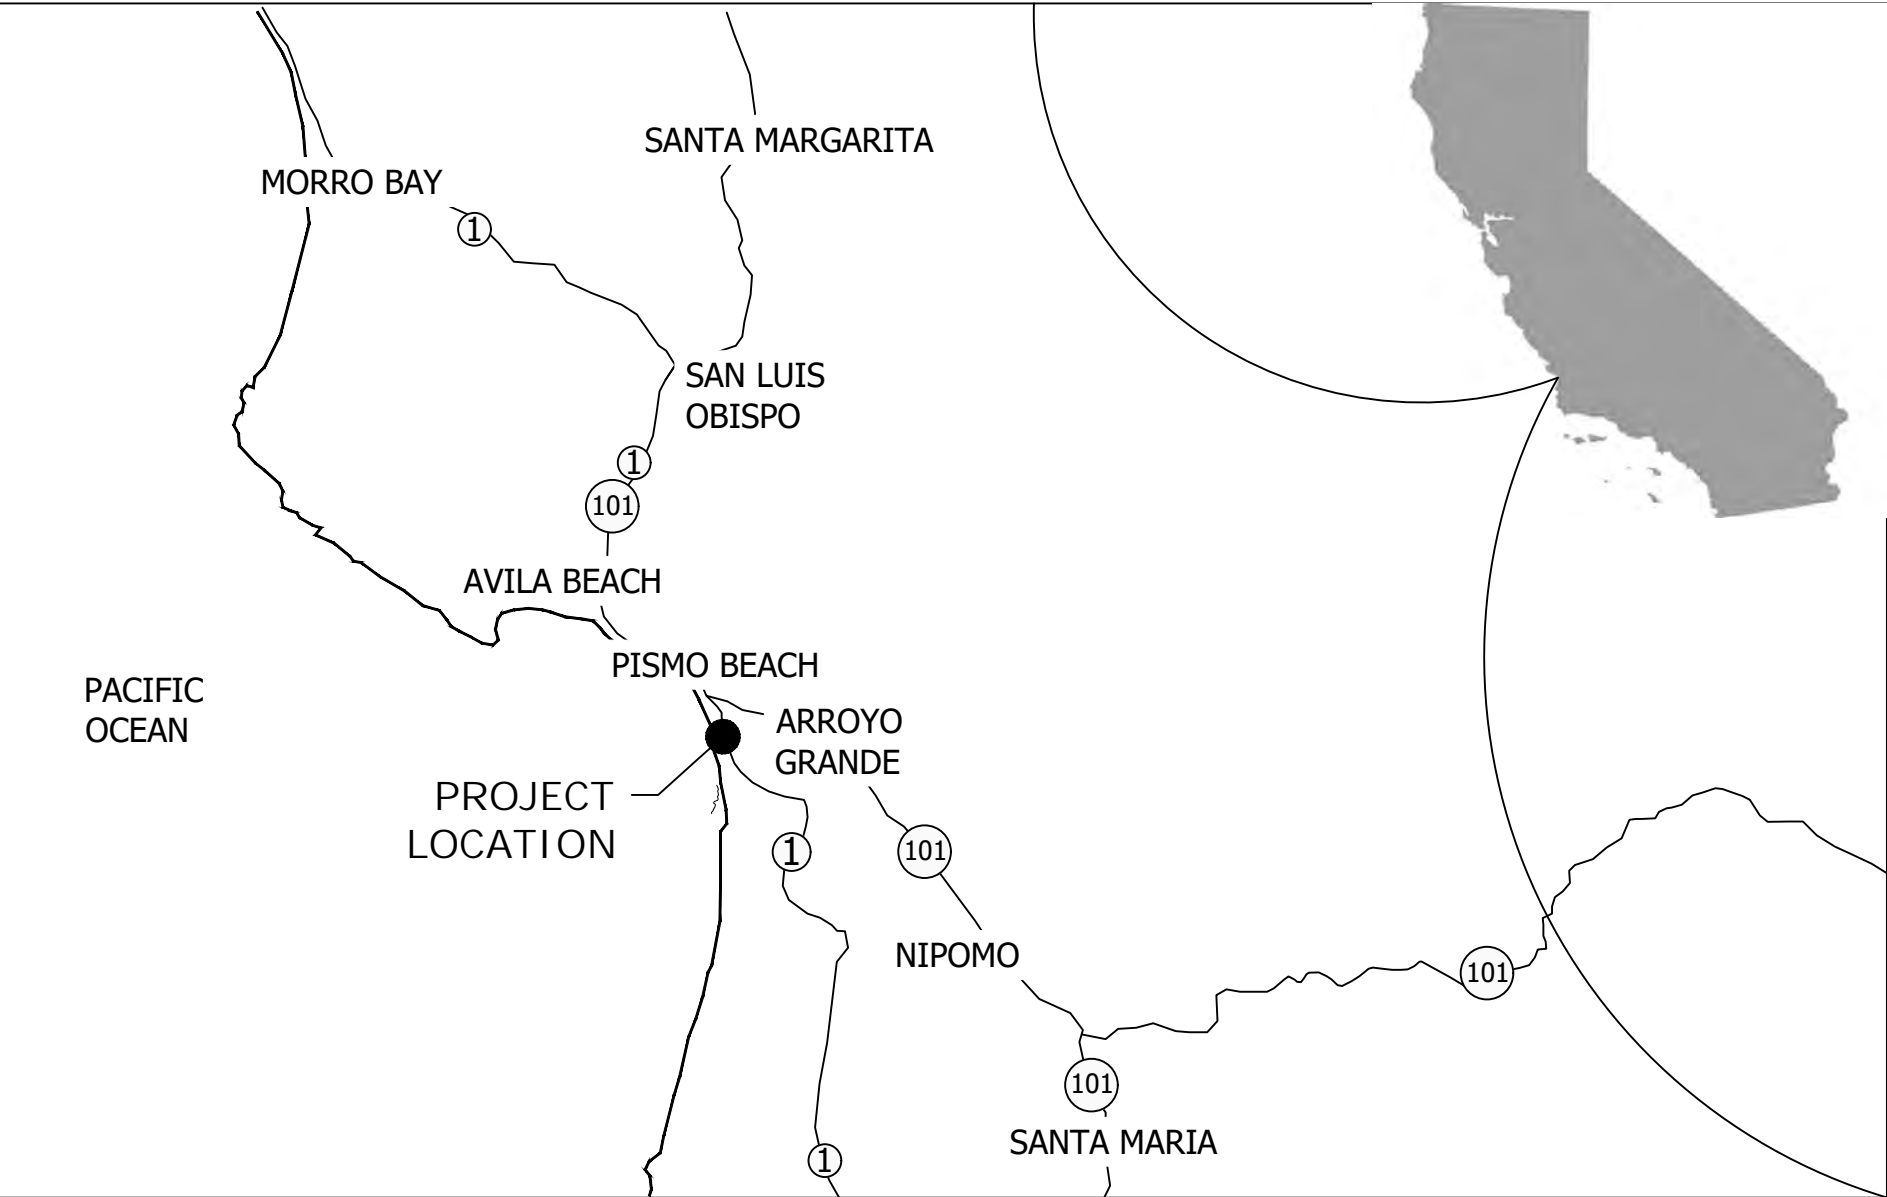 SANTA MARGARITA
MORRO BAY
1
SAN LUIS
OBISPO
1
101
AVILA BEACH
PISMO BEACH
PACIFIC
OCEAN
ARROYO
GRANDE
PROJECT
LOCATION
1
101
NIPOMO
101
101
SANTA MARIA
1